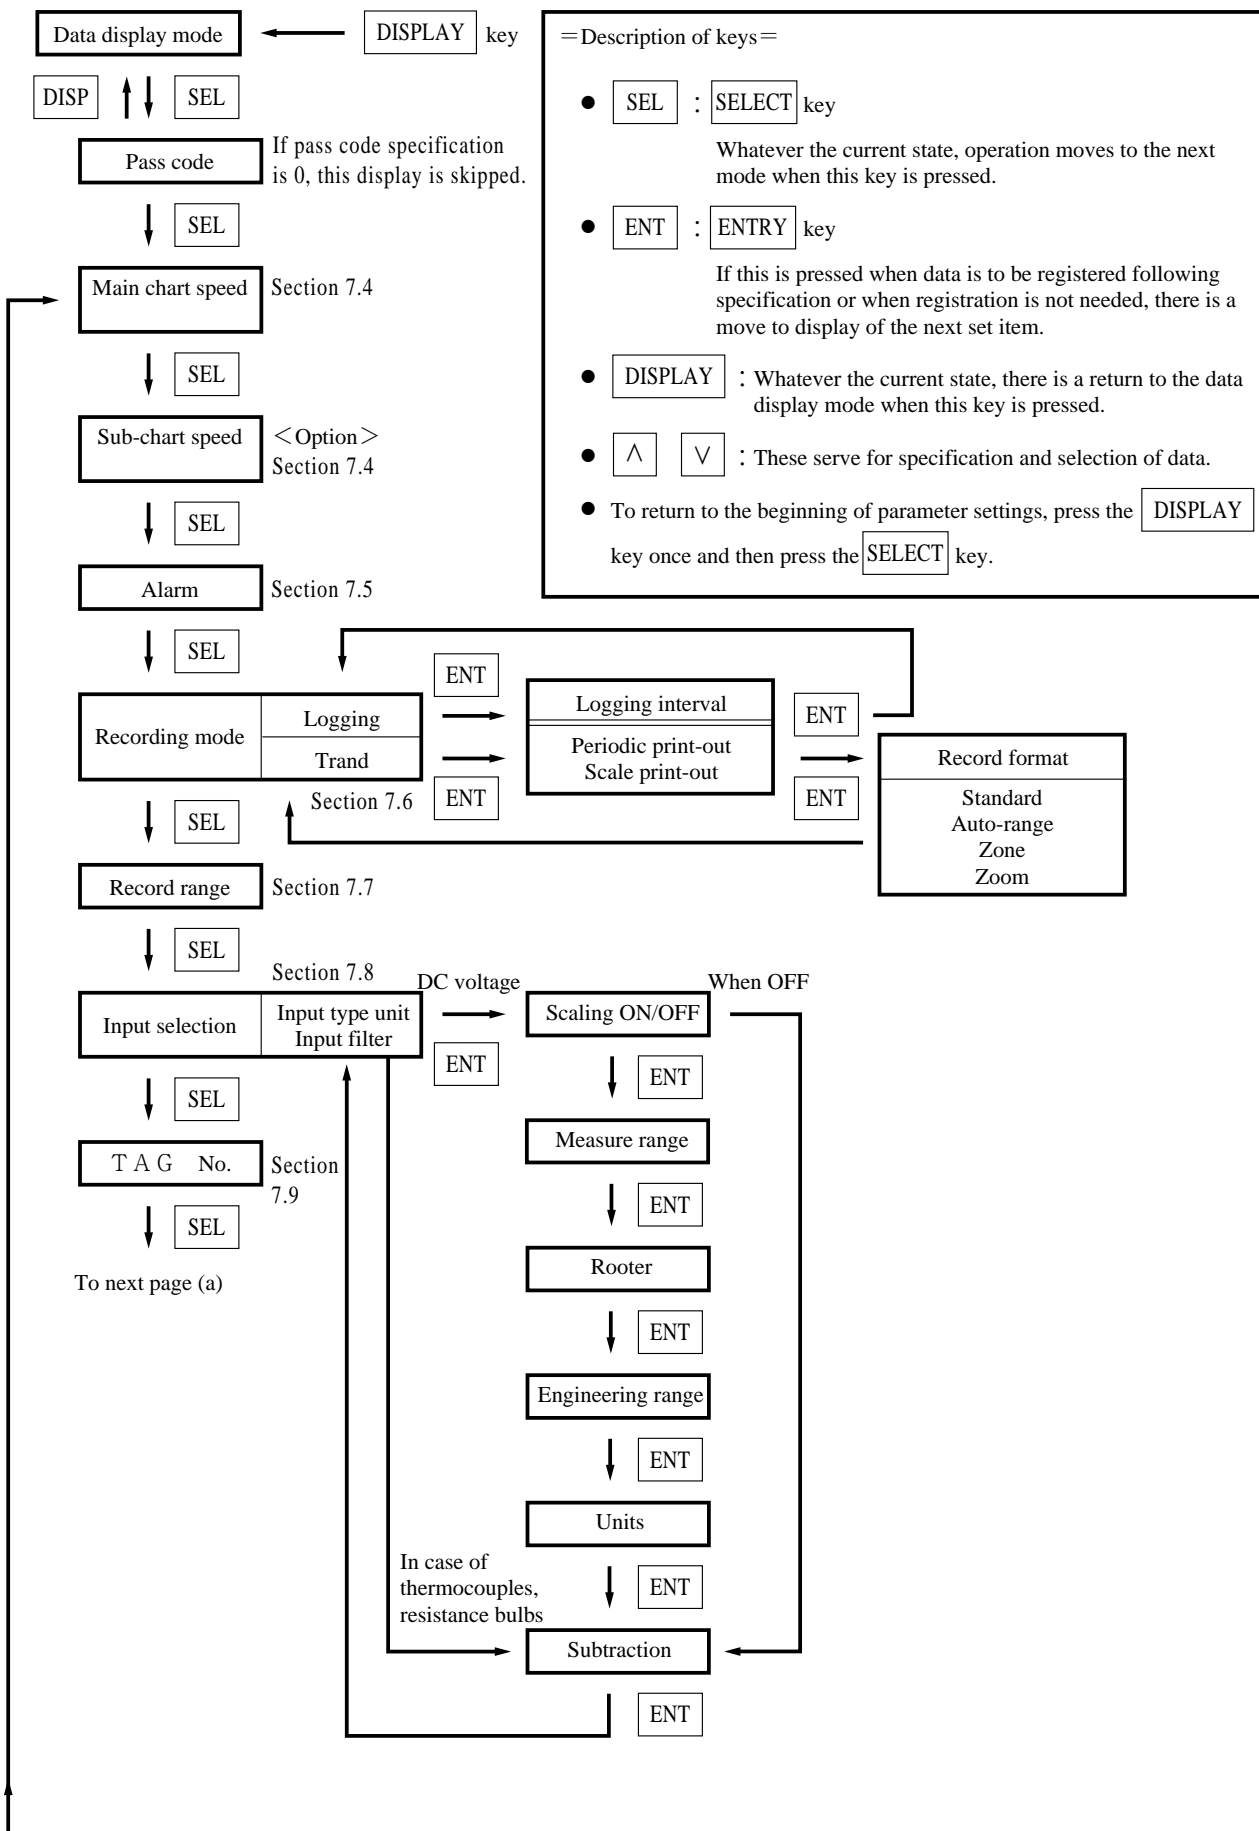 Data display mode
DISPLAY key
DISP
SEL
Pass code
If pass code specification
is 0, this display is skipped.
SEL
Main chart speed
Section 7.4
SEL
Sub-chart speed
<Option>
Section 7.4
SEL
Alarm
Section 7.5
SEL
=Description of keys=
● SEL : SELECT key
Whatever the current state, operation moves to the next
mode when this key is pressed.
● ENT : ENTRY key
If this is pressed when data is to be registered following
specification or when registration is not needed, there is a
move to display of the next set item.
● DISPLAY : Whatever the current state, there is a return to the data
display mode when this key is pressed.
● ∧ ∨ : These serve for specification and selection of data.
● To return to the beginning of parameter settings, press the DISPLAY
key once and then press the SELECT key.
Recording mode
Logging
Trand
Section 7.6
ENT
ENT
Logging interval
Periodic print-out
Scale print-out
ENT
ENT
Record format
Standard
Auto-range
Zone
Zoom
SEL
Record range
Section 7.7
SEL
Section 7.8
Input selection
Input type unit
Input filter
DC voltage
ENT
Scaling ON/OFF
When OFF
ENT
Measure range
ENT
Rooter
ENT
Engineering range
ENT
Units
ENT
In case of
thermocouples,
resistance bulbs
Subtraction
ENT
SEL
TAG No.
Section
7.9
SEL
To next page (a)